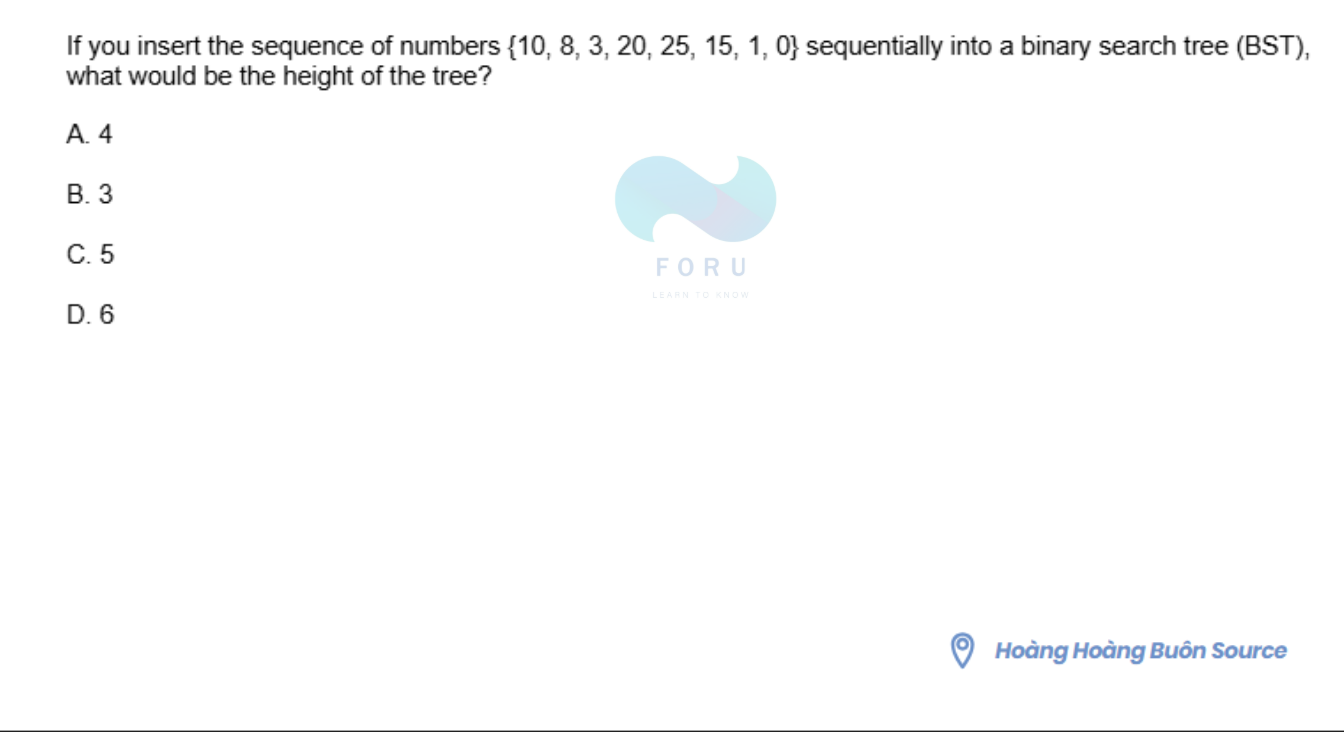 If you insert the sequence of numbers {10, 8, 3, 20, 25, 15, 1, 0} sequentially into a binary search tree (BST),
what would be the height of the tree?
A. 4
B. 3
C. 5
D. 6
FORU
LEARN TO KNOW
Hoàng Hoàng Buôn Source